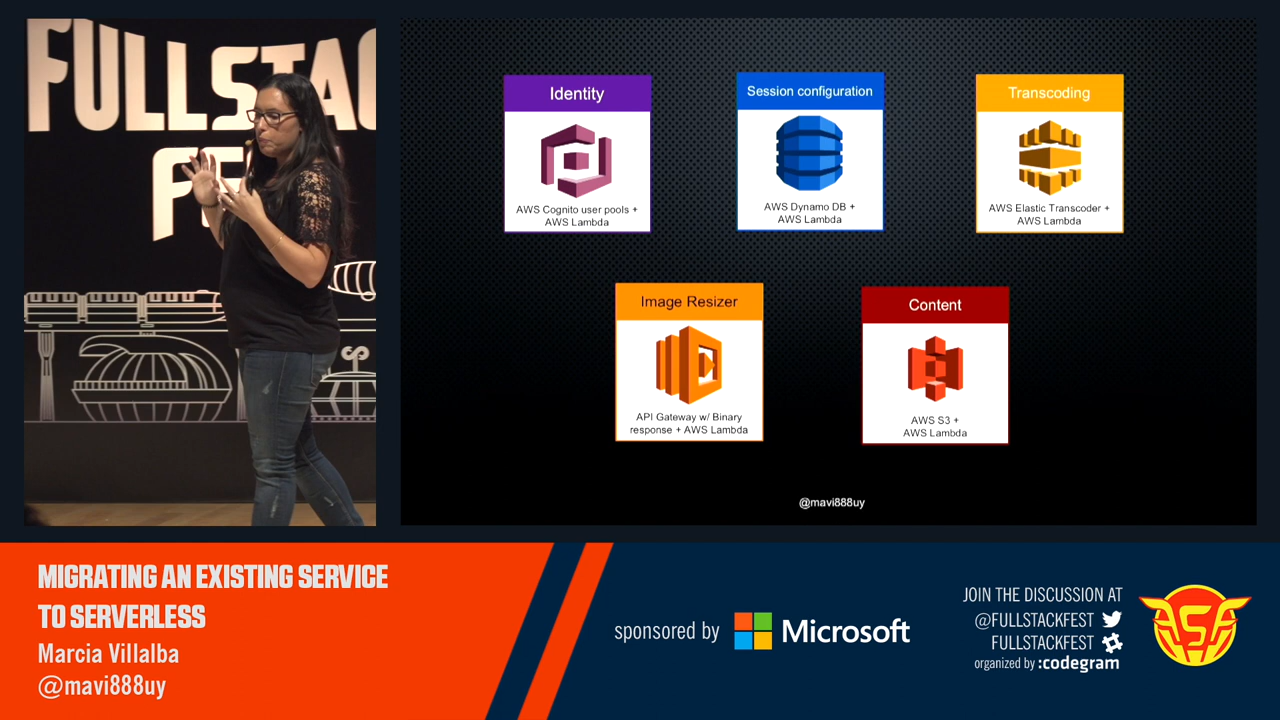 FULLSTAC
FE
Identity
AWS Cognito user pools +
AWS Lambda
Session configuration
AWS Dynamo DB +
AWS Lambda
Transcoding
AWS Elastic Transcoder +
AWS Lambda
Image Resizer
API Gateway w/ Binary
response + AWS Lambda
Content
AWS S3 +
AWS Lambda
@mavi888uy
MIGRATING AN EXISTING SERVICE
TO SERVERLESS
Marcia Villalba
@mavi888uy
sponsored by Microsoft
JOIN THE DISCUSSION AT
@FULLSTACKFEST
FULLSTACKFEST
organized by :codegram
FSF